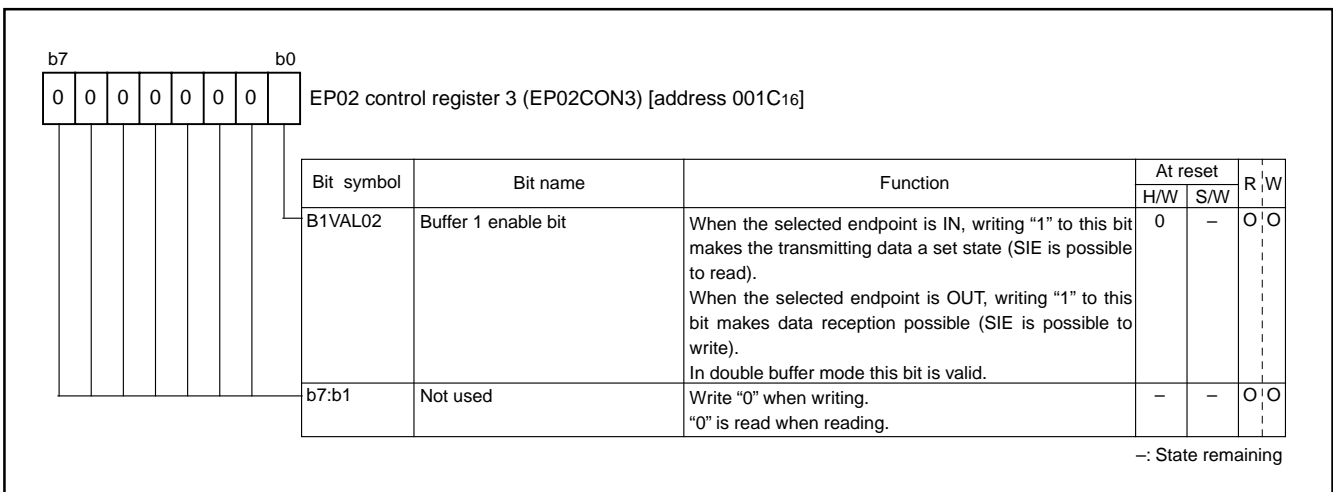 b7 b0
0 0 0 0 0 0 0 EP02 control register 3 (EP02CON3) [address 001C16]
Bit symbol Bit name Function At reset R W
H/W S/W
B1VAL02 Buffer 1 enable bit When the selected endpoint is IN, writing “1” to this bit 0 – O O
makes the transmitting data a set state (SIE is possible
to read).
When the selected endpoint is OUT, writing “1” to this
bit makes data reception possible (SIE is possible to
write).
In double buffer mode this bit is valid.
b7:b1 Not used Write “0” when writing. – – O O
“0” is read when reading.
–: State remaining